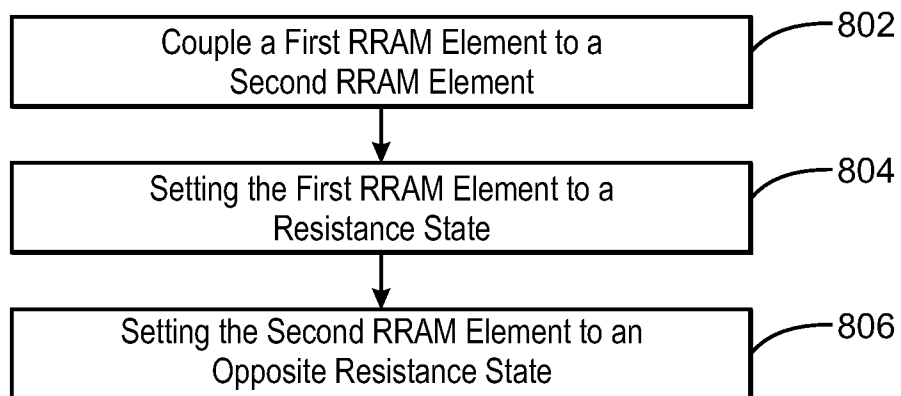 Couple a First RRAM Element to a
Second RRAM Element
802
Setting the First RRAM Element to a
Resistance State
804
Setting the Second RRAM Element to an
Opposite Resistance State
806